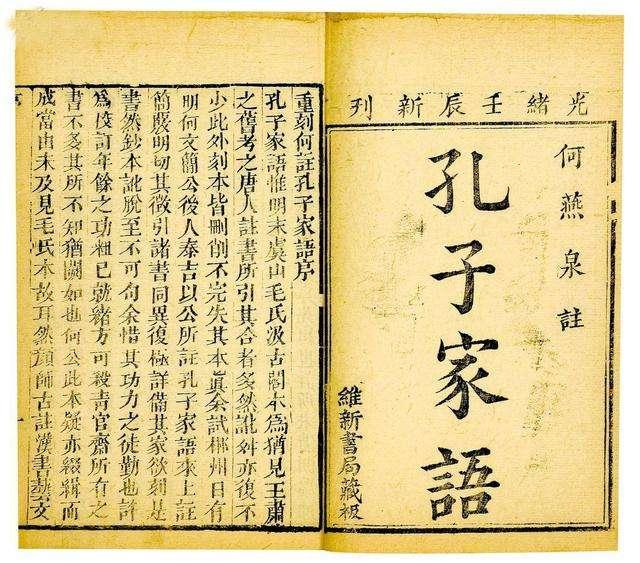 光緒壬辰新刊
何燕泉註
孔子家語
維新書局藏板
重刻何註孔子家語序
孔子家語惟明末虞山毛氏汲古閣本為猶見王肅
之舊考之唐人註書所引其合者多然訛舛亦復不
少此外刻本皆刪削不完失其本眞余試郴州日有
明何文簡公後人泰吉以公所註孔子家語來上註
簡嚴明切其徵引諸書同異復極詳備其家欲刻是
書然鈔本訛脫至不可句余惜其功力之徒勤也許
為校訂年餘之功粗已就緒方可殺青官齋所有之
書不多其所不知猶闕如也何公此本疑亦綴輯而
成當由未及見毛氏本故耳然顏師古註漢書藝文